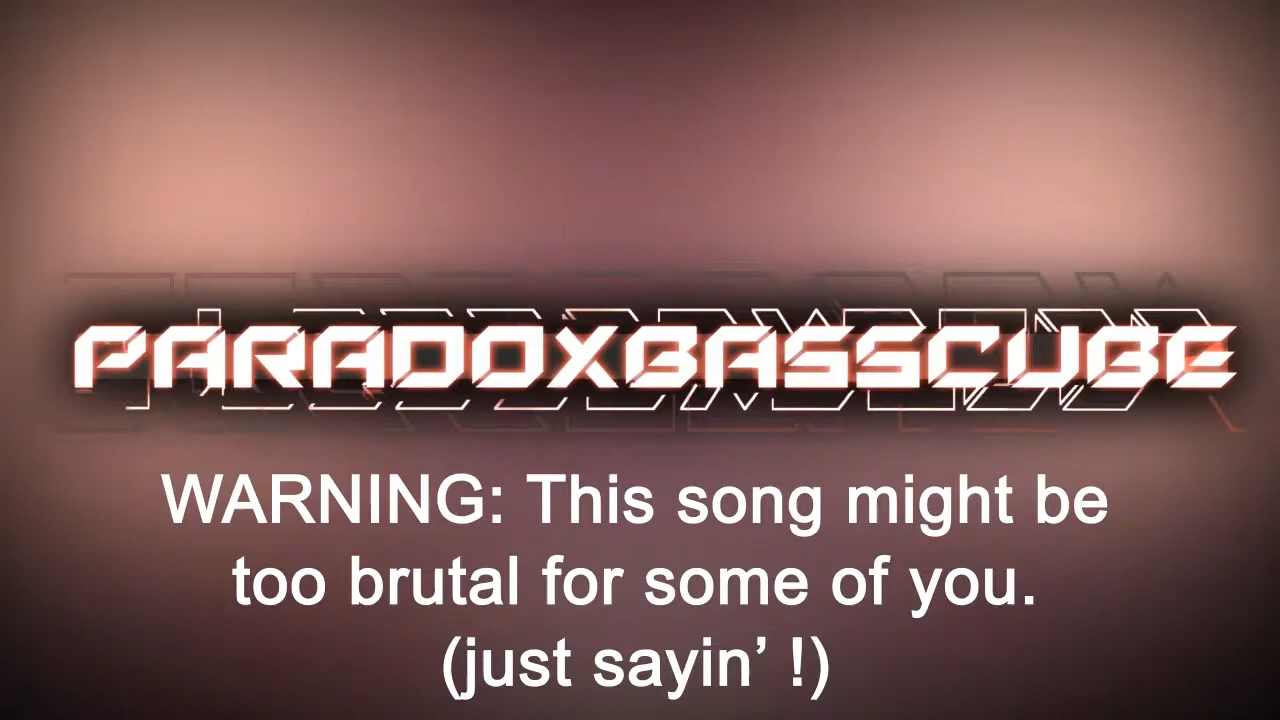 PARADOXBASSCUBE
WARNING: This song might be
too brutal for some of you.
(just sayin’ !)